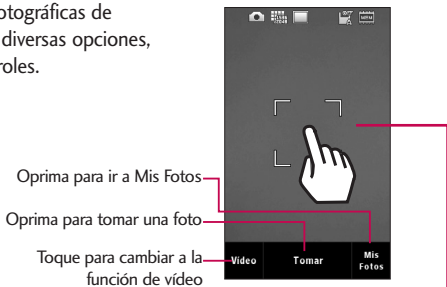 otográficas de
diversas opciones,
roles.
Oprima para ir a Mis Fotos
Oprima para tomar una foto
Toque para cambiar a la
función de vídeo
Video
Tomar
Mis
Fotos